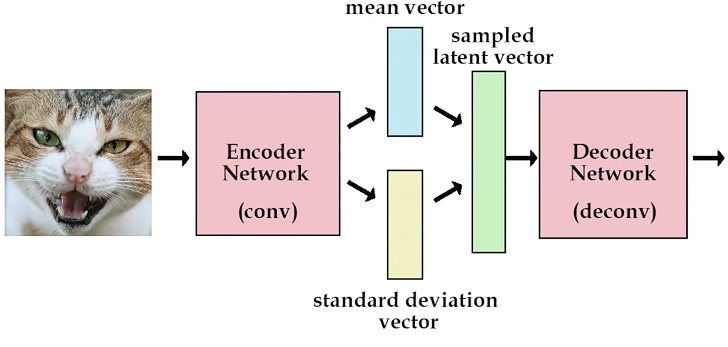 mean vector
sampled
latent vector
Encoder
Network
(conv)
Decoder
Network
(deconv)
standard deviation
vector